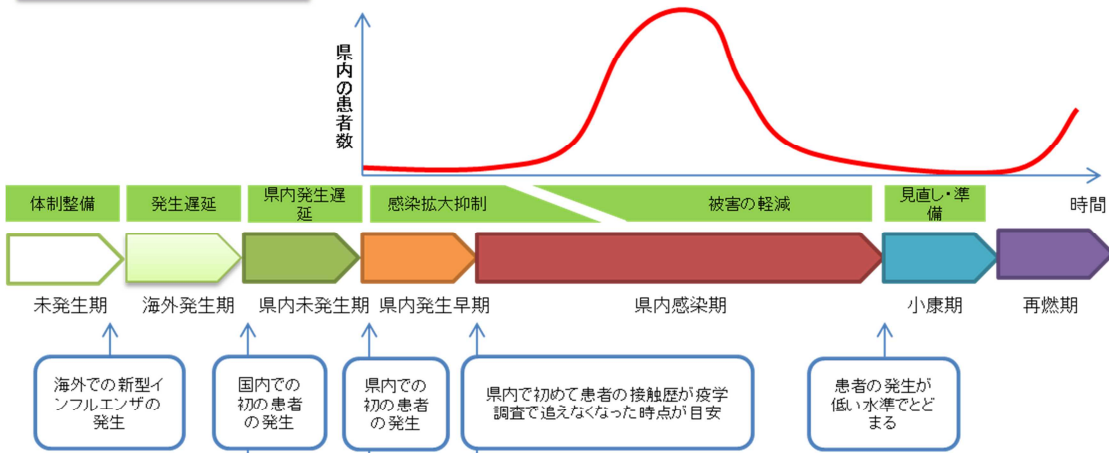 県内の患者数
体制整備
発生遅延
県内発生遅
延
感染拡大抑制
被害の軽減
見直し・準
備
時間
未発生期
海外発生期
県内未発生期
県内発生早期
県内感染期
小康期
再燃期
海外での新型イ
ンフルエンザの
発生
国内での
初の患者
の発生
県内での
初の患者
の発生
県内で初めて患者の接触歴が疫学
調査で追えなくなった時点が目安
患者の発生が
低い水準でとど
まる